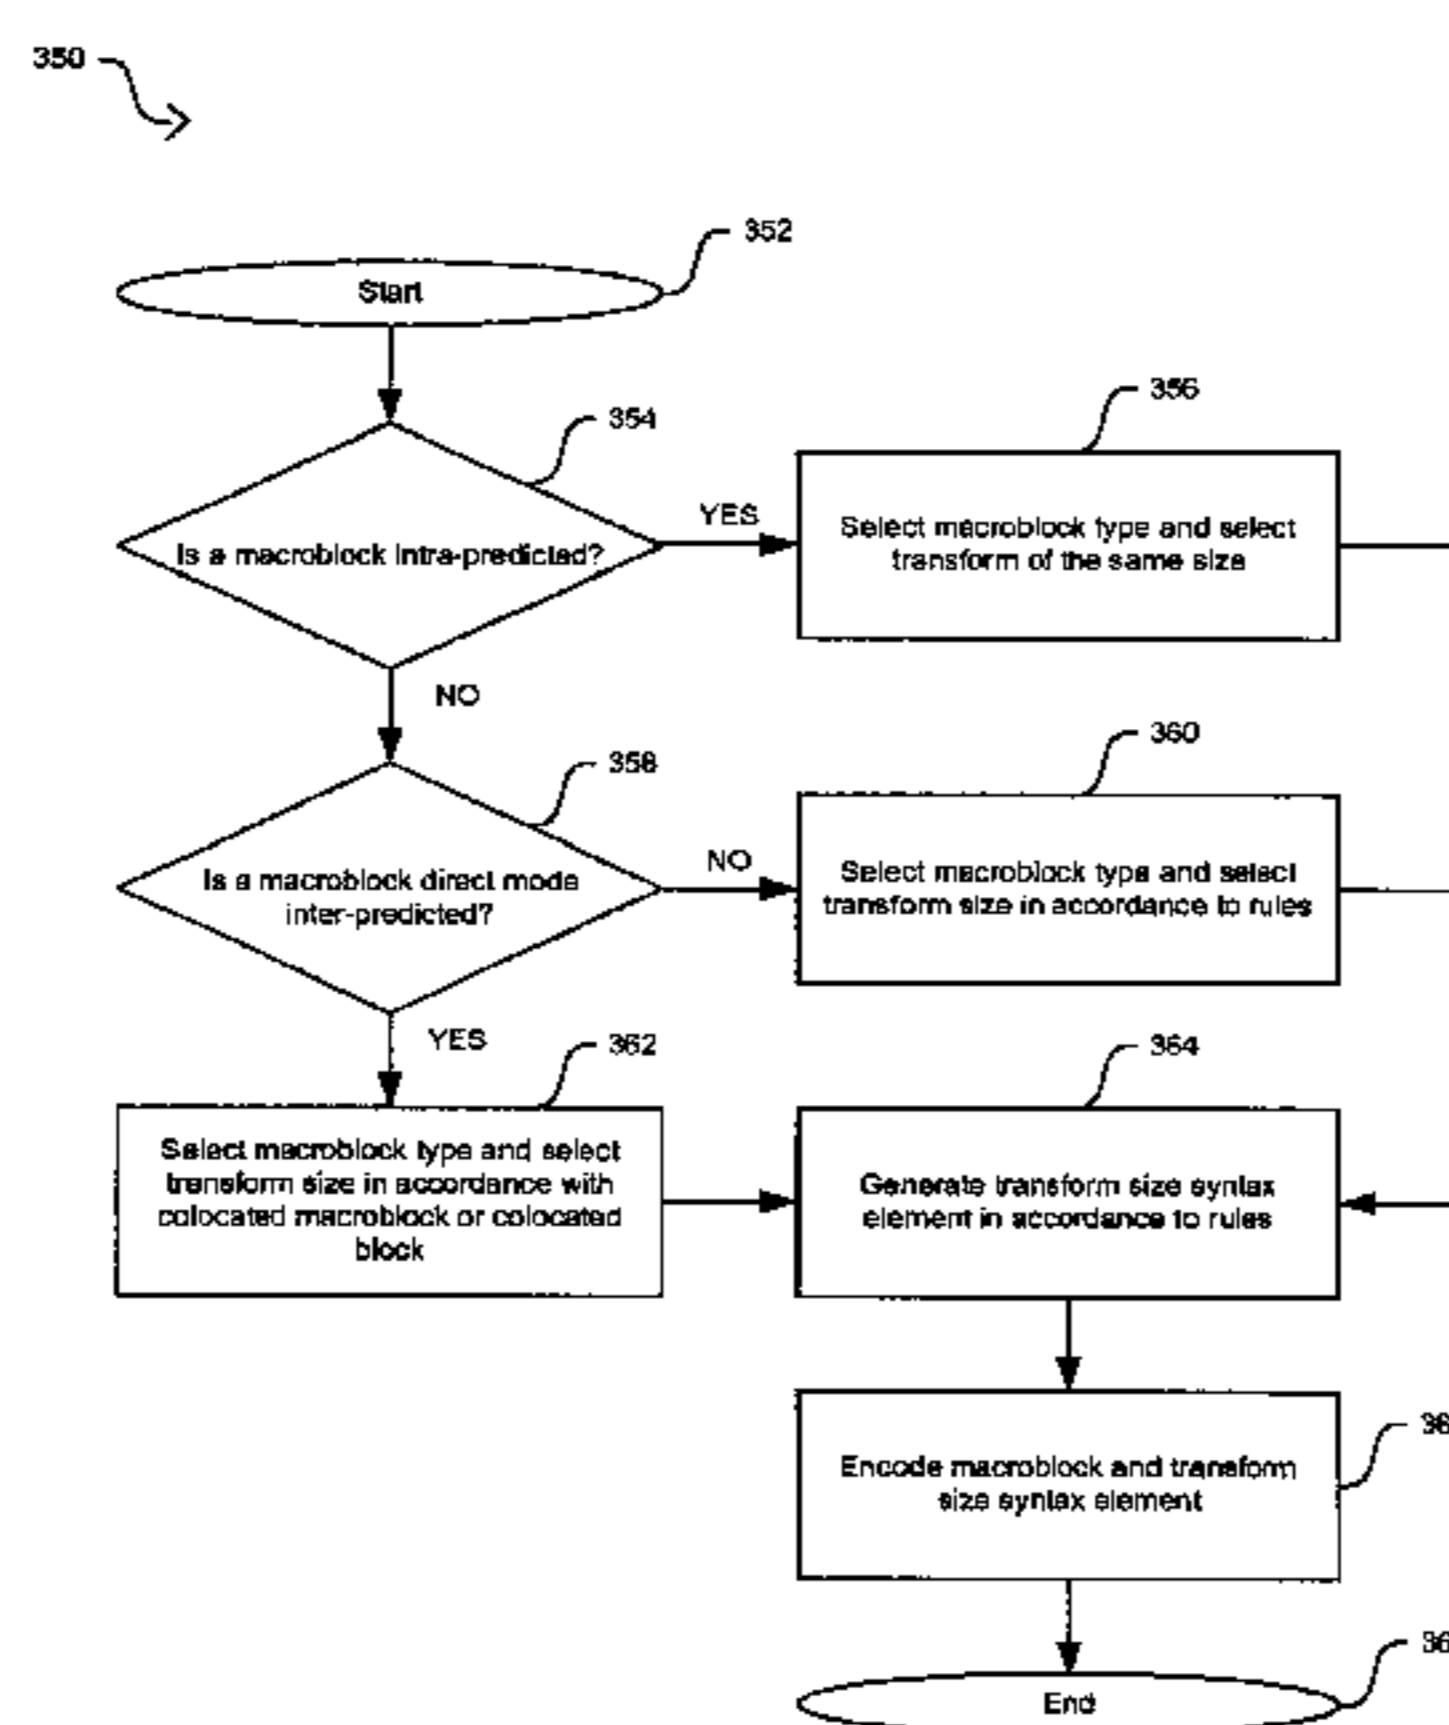 350
352
Start
354
356
YES
Is a macroblock intra-predicted?
Select macroblock type and select
transform of the same size
NO
358
360
NO
Is a macroblock direct mode
inter-predicted?
Select macroblock type and select
transform size in accordance to rules
YES
362
364
Select macroblock type and select
transform size in accordance with
colocated macroblock or colocated
block
Generate transform size syntax
element in accordance to rules
36
Encode macroblock and transform
size syntax element
36
End